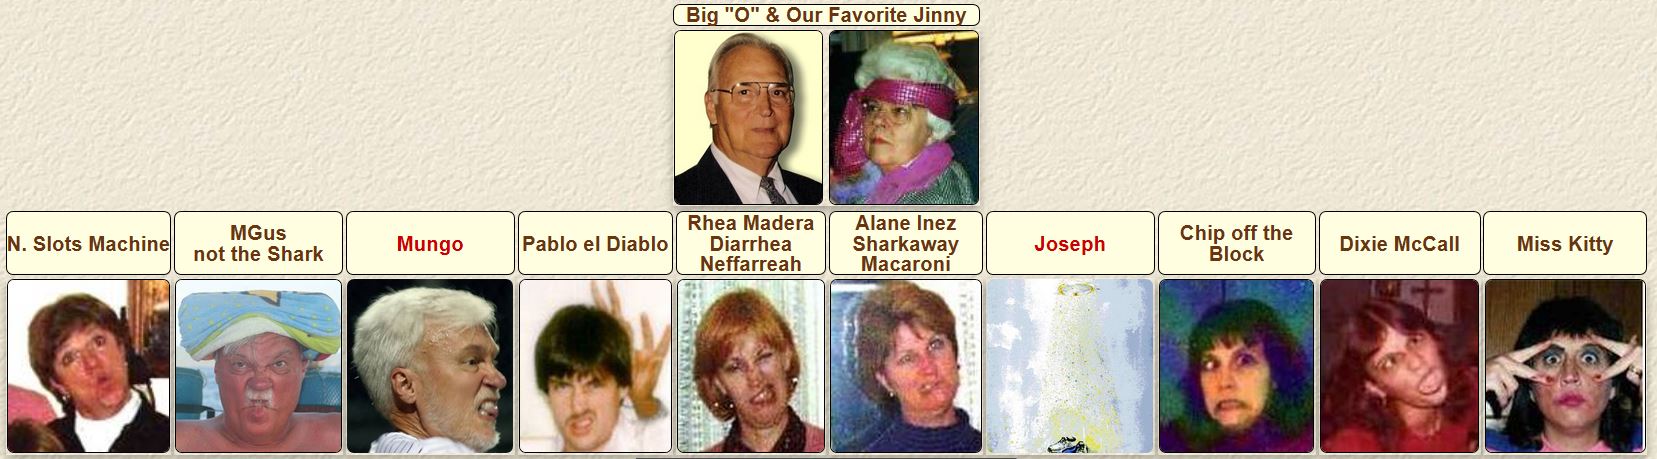 Big "O" & Our Favorite Jinny
N. Slots Machine
MGus
not the Shark
Mungo
Pablo el Diablo
Rhea Madera
Diarrhea
Neffarreah
Alane Inez
Sharkaway
Macaroni
Joseph
Chip off the
Block
Dixie McCall
Miss Kitty